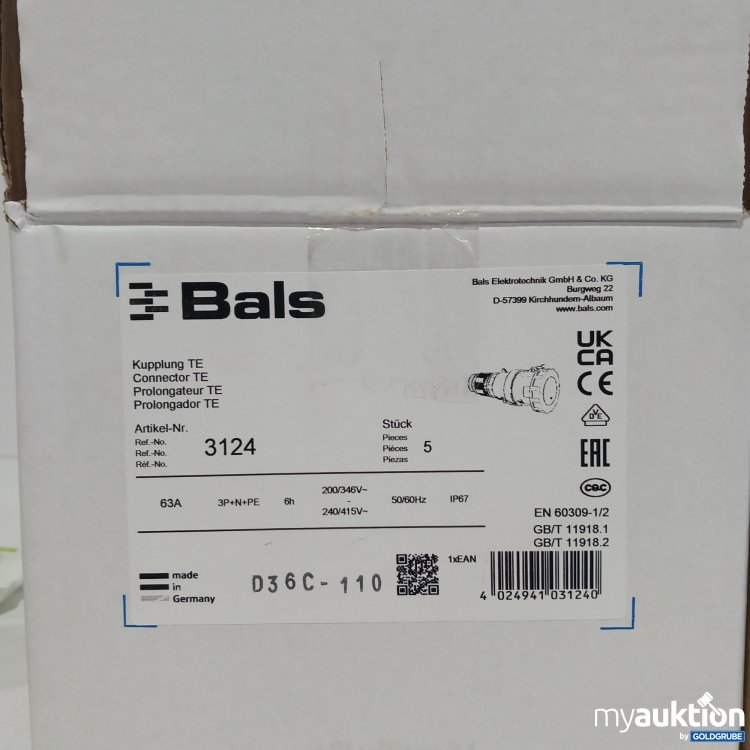 Bals
Bals Elektrotechnik GmbH & Co. KG
Burgweg 22
D-57399 Kirchhundem-Albaum
www.bals.com
Kupplung TE
Connector TE
Prolongateur TE
Prolongador TE
UK
CA
CE
Artikel-Nr.
Ref.-No.
Réf.-No.
Réf.-No.
3124
Stück
Pieces
Pièces
Piezas
5
VDE
EAC
CQC
63A
3P+N+PE
6h
200/346V~
-
240/415V~
50/60Hz
IP67
EN 60309-1/2
GB/T 11918.1
GB/T 11918.2
made
in
Germany
D36C-110
1xEAN
4 024941 031240
myauktion
by GOLDGRUBE